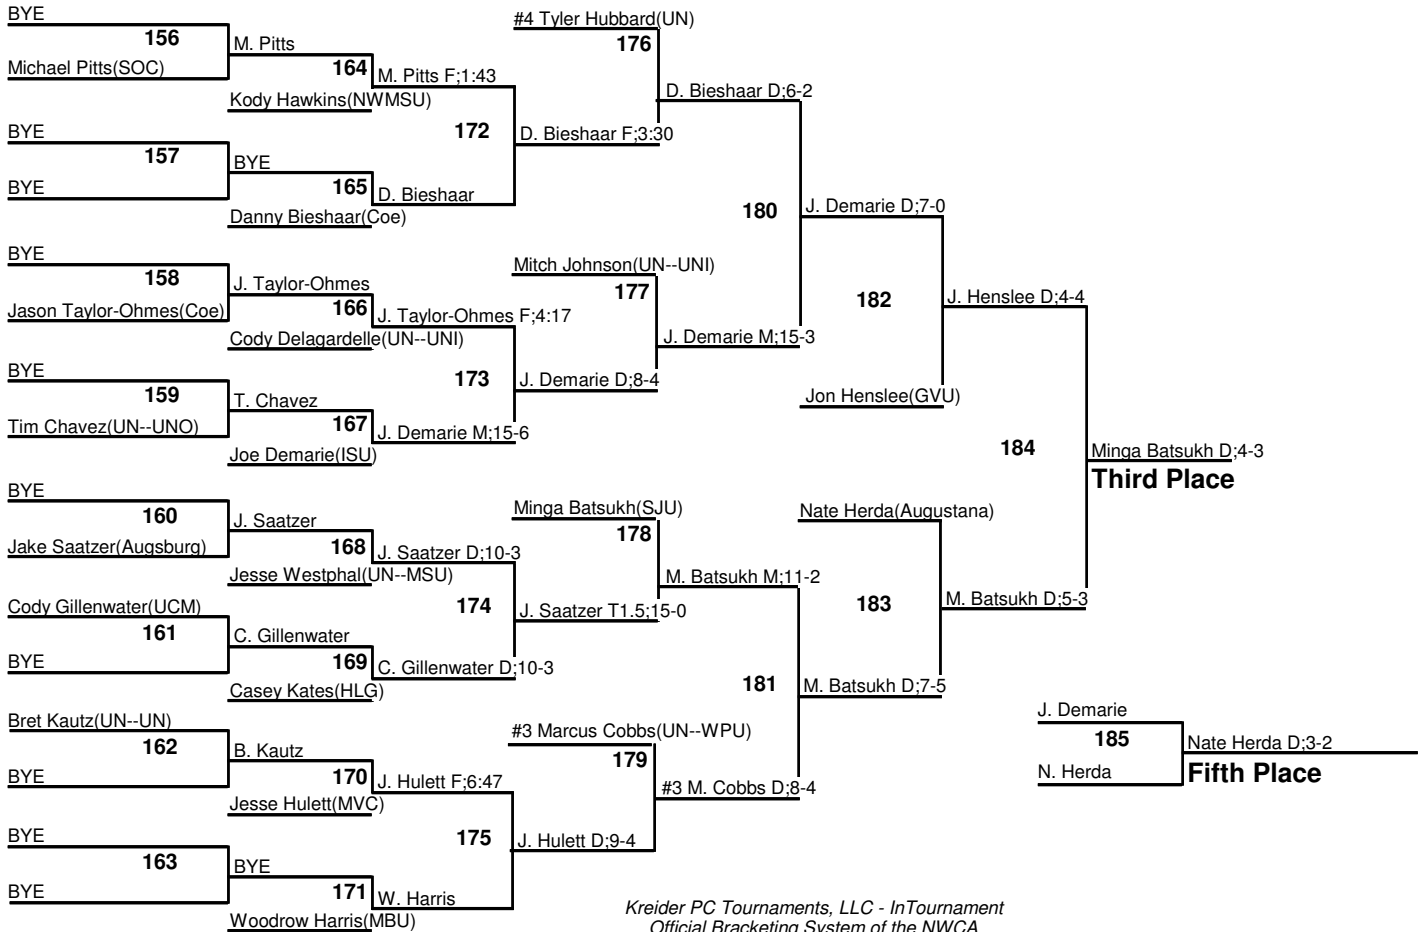 BYE
156
Michael Pitts(SOC)
M. Pitts
164
Kody Hawkins(NWMSU)
M. Pitts F;1:43
BYE
157
BYE
BYE
165
Danny Bieshaar(Coe)
D. Bieshaar
172
D. Bieshaar F;3:30
#4 Tyler Hubbard(UN)
176
D. Bieshaar D;6-2
BYE
158
Jason Taylor-Ohmes(Coe)
J. Taylor-Ohmes
166
Cody Delagardelle(UN--UNI)
J. Taylor-Ohmes F;4:17
BYE
159
Tim Chavez(UN--UNO)
T. Chavez
167
Joe Demarie(ISU)
J. Demarie M;15-6
173
J. Demarie D;8-4
Mitch Johnson(UN--UNI)
177
J. Demarie M;15-3
180
J. Demarie D;7-0
182
Jon Henslee(GVU)
J. Henslee D;4-4
BYE
160
Jake Saatzer(Augsburg)
J. Saatzer
168
Jesse Westphal(UN--MSU)
J. Saatzer D;10-3
Cody Gillenwater(UCM)
161
BYE
C. Gillenwater
169
Casey Kates(HLG)
C. Gillenwater D;10-3
174
J. Saatzer T1.5;15-0
Minga Batsukh(SJU)
178
M. Batsukh M;11-2
Bret Kautz(UN--UN)
162
BYE
B. Kautz
170
Jesse Hulett(MVC)
J. Hulett F;6:47
BYE
163
BYE
BYE
171
Woodrow Harris(MBU)
W. Harris
175
J. Hulett D;9-4
#3 Marcus Cobbs(UN--WPU)
179
#3 M. Cobbs D;8-4
181
M. Batsukh D;7-5
Nate Herda(Augustana)
183
M. Batsukh D;5-3
184
Minga Batsukh D;4-3
Third Place
J. Demarie
185
N. Herda
Nate Herda D;3-2
Fifth Place
Kreider PC Tournaments, LLC - InTournament
Official Bracketing System of the NWCA